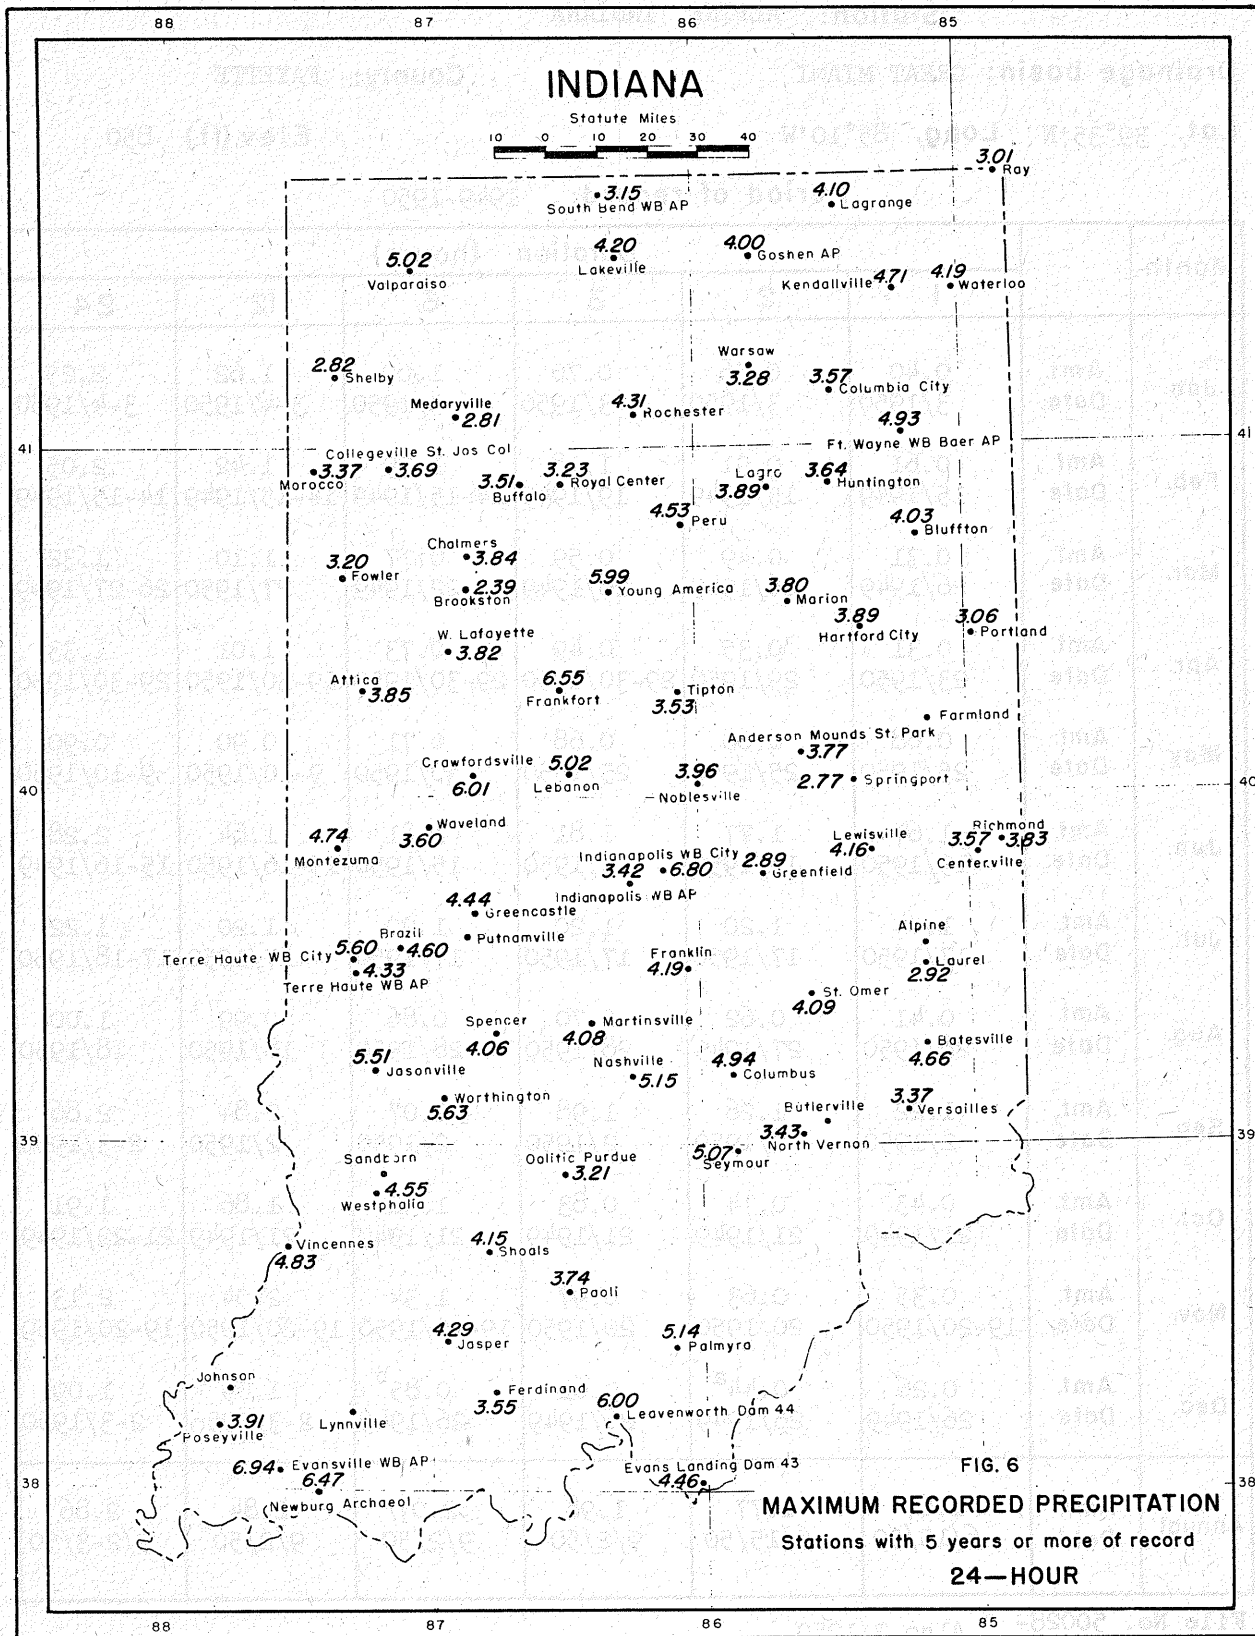 88 87 86 85
INDIANA
Statute Miles
10 0 10 20 30 40
3.01
Ray
3.15
South Bend WB AP
4.10
Lagrange
4.20
Lakeville
4.00
Goshen AP
5.02
Valparaiso
Kendallville 4.71
4.19
Waterloo
Warsaw
3.28
2.82
Shelby
3.57
Columbia City
Medaryville
2.81
4.31
Rochester
4.93
Ft. Wayne WB Baer AP
41 41
Collegeville St. Jos Col
3.69
3.37
Morocco
3.51
Buffalo
3.23
Royal Center
Lagro
3.89
3.64
Huntington
4.53
Peru
4.03
Bluffton
Chalmers
3.84
3.20
Fowler
2.39
Brookston
5.99
Young America
3.80
Marion
3.89
Hartford City
3.06
Portland
W. Lafayette
3.82
Attica
3.85
6.55
Frankfort
Tipton
3.53
Farmland
Anderson Mounds St. Park
3.77
Crawfordsville
6.01
5.02
Lebanon
3.96
Noblesville
2.77 Springport
40 40
Waveland
3.60
4.74
Montezuma
Lewisville
4.16
Richmond
3.83
3.57
Centerville
Indianapolis WB City
6.80
2.89
Greenfield
3.42
Indianapolis WB AP
4.44
Greencastle
Putnamville
Brazil
4.60
Alpine
5.60
Terre Haute WB City
4.33
Terre Haute WB AP
Franklin
4.19
Laurel
2.92
St. Omer
4.09
Spencer
4.06
Martinsville
4.08
Batesville
4.66
5.51
Jasonville
Nashville
5.15
4.94
Columbus
Worthington
5.63
3.37
Versailles
Butlerville
3.43
North Vernon
39 39
5.07
Seymour
Sandborn
Oolitic Purdue
3.21
4.55
Westphalia
Vincennes
4.83
4.15
Shoals
3.74
Paoli
4.29
Jasper
5.14
Palmyra
Johnson
Ferdinand
3.55
6.00
Leavenworth Dam 44
3.91
Poseyville
Lynnville
6.94 Evansville WB AP
6.47
Newburg Archaeol
Evans Landing Dam 43
4.46
38 38
FIG. 6
MAXIMUM RECORDED PRECIPITATION
Stations with 5 years or more of record
24—HOUR
88 87 86 85